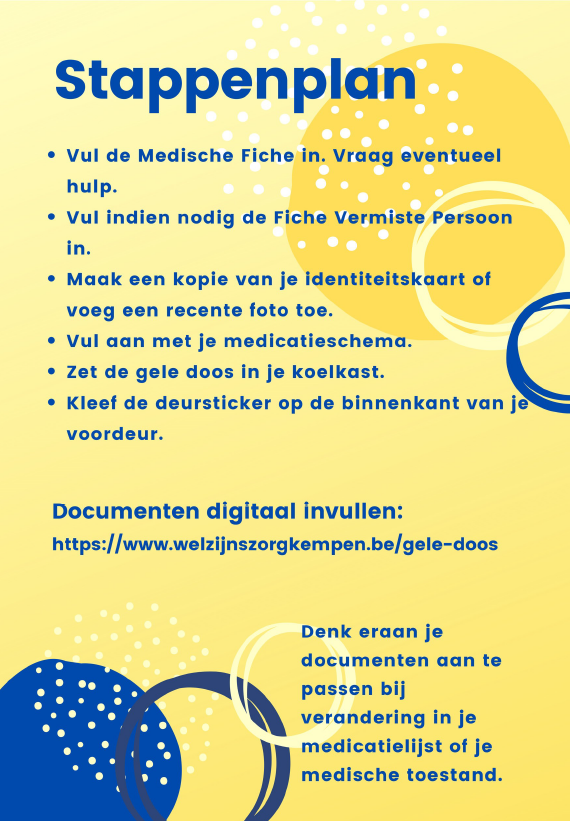 Stappenplan
• Vul de Medische Fiche in. Vraag eventueel
hulp.
• Vul indien nodig de Fiche Vermiste Persoon
in.
• Maak een kopie van je identiteitskaart of
voeg een recente foto toe.
• Vul aan met je medicatieschema.
• Zet de gele doos in je koelkast.
• Kleef de deursticker op de binnenkant van je
voordeur.
Documenten digitaal invullen:
https://www.welzijnszorgkempen.be/gele-doos
Denk eraan je
documenten aan te
passen bij
verandering in je
medicatielijst of je
medische toestand.